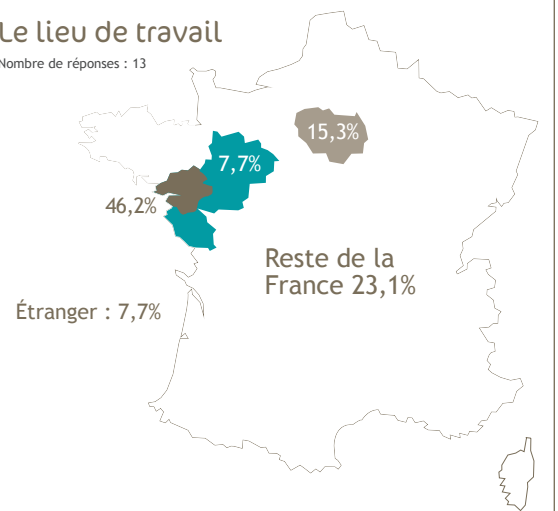 Le lieu de travail
Nombre de réponses : 13
15,3%
7,7%
46,2%
Reste de la
France 23,1%
Étranger : 7,7%